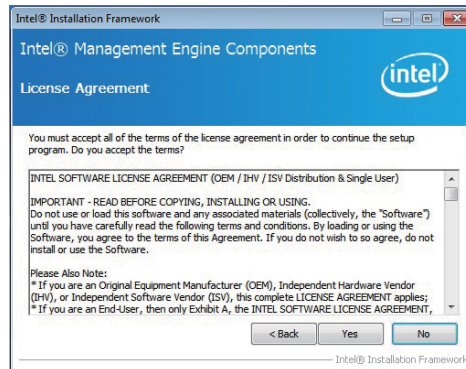 Intel® Installation Framework
Intel® Management Engine Components
License Agreement
intel
You must accept all of the terms of the license agreement in order to continue the setup
program. Do you accept the terms?
INTEL SOFTWARE LICENSE AGREEMENT (OEM / IHV / ISV Distribution & Single User)
IMPORTANT - READ BEFORE COPYING, INSTALLING OR USING.
Do not use or load this software and any associated materials (collectively, the "Software")
until you have carefully read the following terms and conditions. By loading or using the
Software, you agree to the terms of this Agreement. If you do not wish to so agree, do not
install or use the Software.
Please Also Note:
* If you are an Original Equipment Manufacturer (OEM), Independent Hardware Vendor
(IHV), or Independent Software Vendor (ISV), this complete LICENSE AGREEMENT applies;
* If you are an End-User, then only Exhibit A, the INTEL SOFTWARE LICENSE AGREEMENT,
< Back Yes No
Intel® Installation Framework